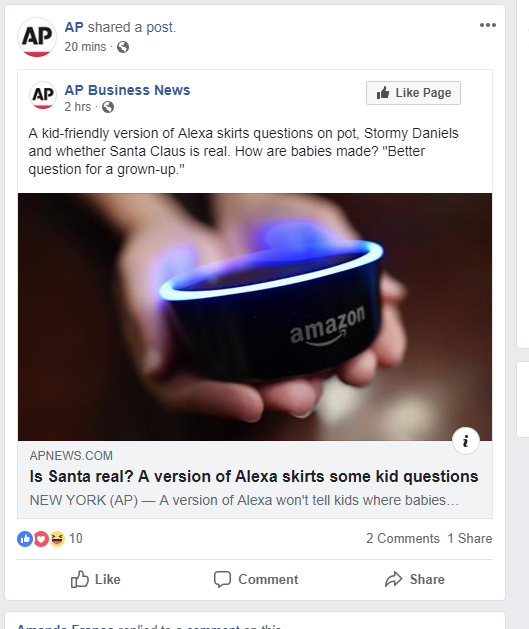 AP
AP shared a post.
20 mins ·
AP
AP Business News
2 hrs ·
Like Page
A kid-friendly version of Alexa skirts questions on pot, Stormy Daniels
and whether Santa Claus is real. How are babies made? "Better
question for a grown-up."
amazon
i
APNEWS.COM
Is Santa real? A version of Alexa skirts some kid questions
NEW YORK (AP) — A version of Alexa won't tell kids where babies…
10
2 Comments 1 Share
Like Comment Share